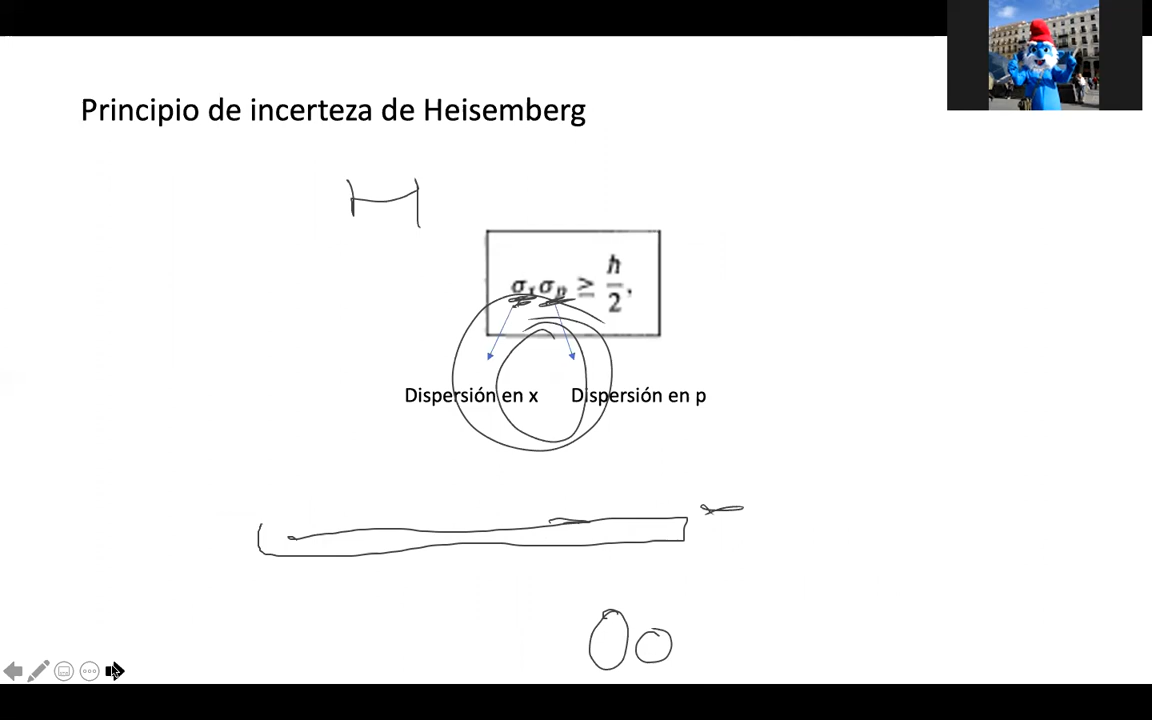 Principio de incerteza de Heisemberg
H
σₓσₚ ≥ ħ/2,
Dispersión en x Dispersión en p